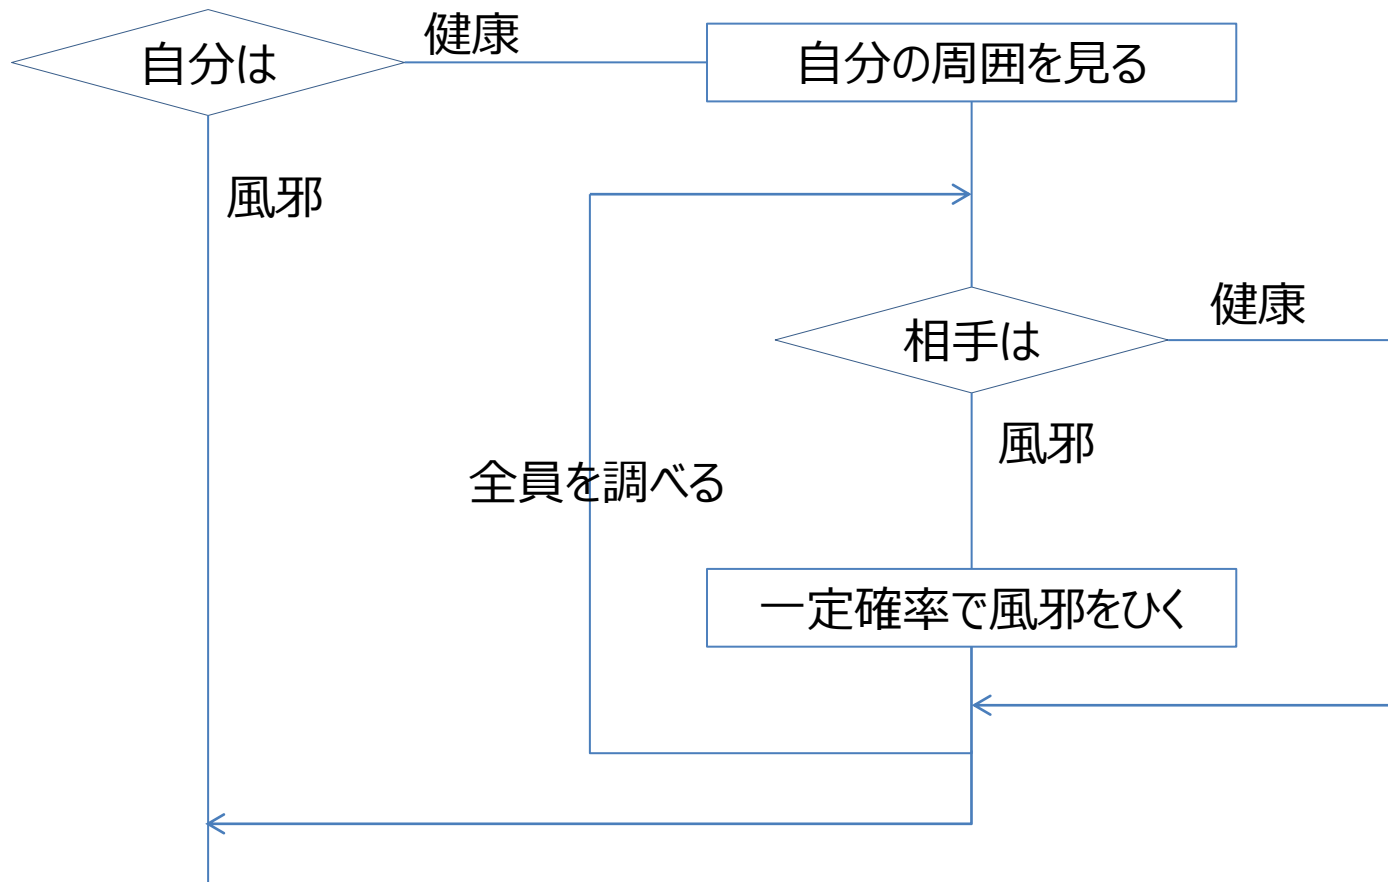 自分は
健康
自分の周囲を見る
風邪
相手は
健康
風邪
全員を調べる
一定確率で風邪をひく